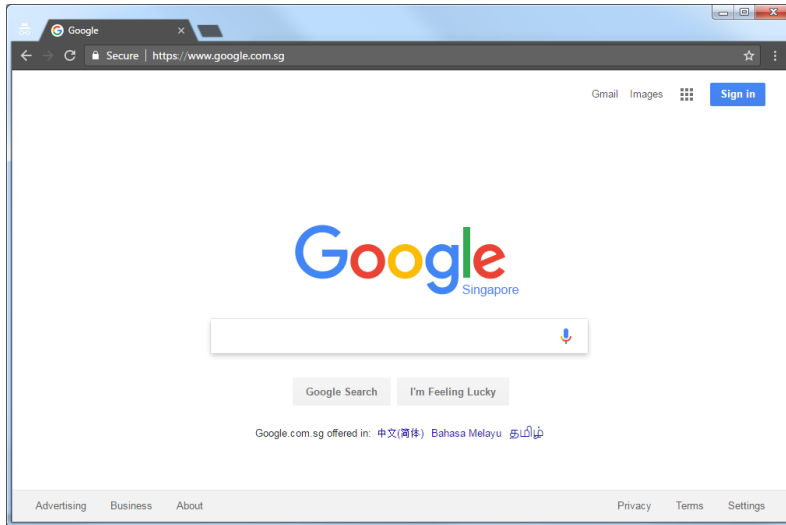 Google
Secure | https://www.google.com.sg
Gmail Images Sign in
Google
Singapore
Google Search I'm Feeling Lucky
Google.com.sg offered in: 中文(简体) Bahasa Melayu தமிழ்
Advertising Business About Privacy Terms Settings